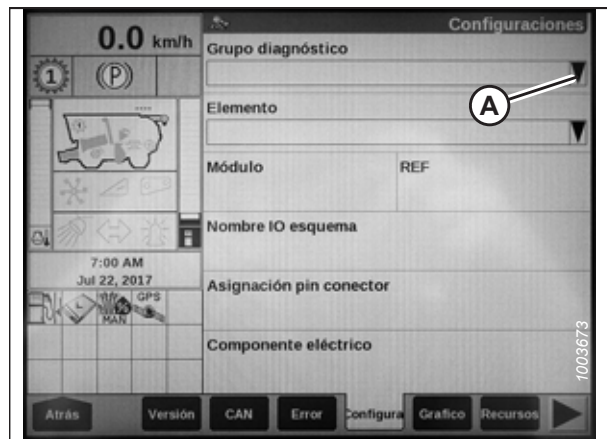 0.0 km/h
Configuraciones
1
(P)
Grupo diagnóstico
A
Elemento
Módulo
REF
Nombre IO esquema
7:00 AM
Jul 22, 2017
Asignación pin conector
GPS
L
%
MAN
Componente eléctrico
1003673
Atrás
Versión
CAN
Error
Configura
Grafico
Recursos